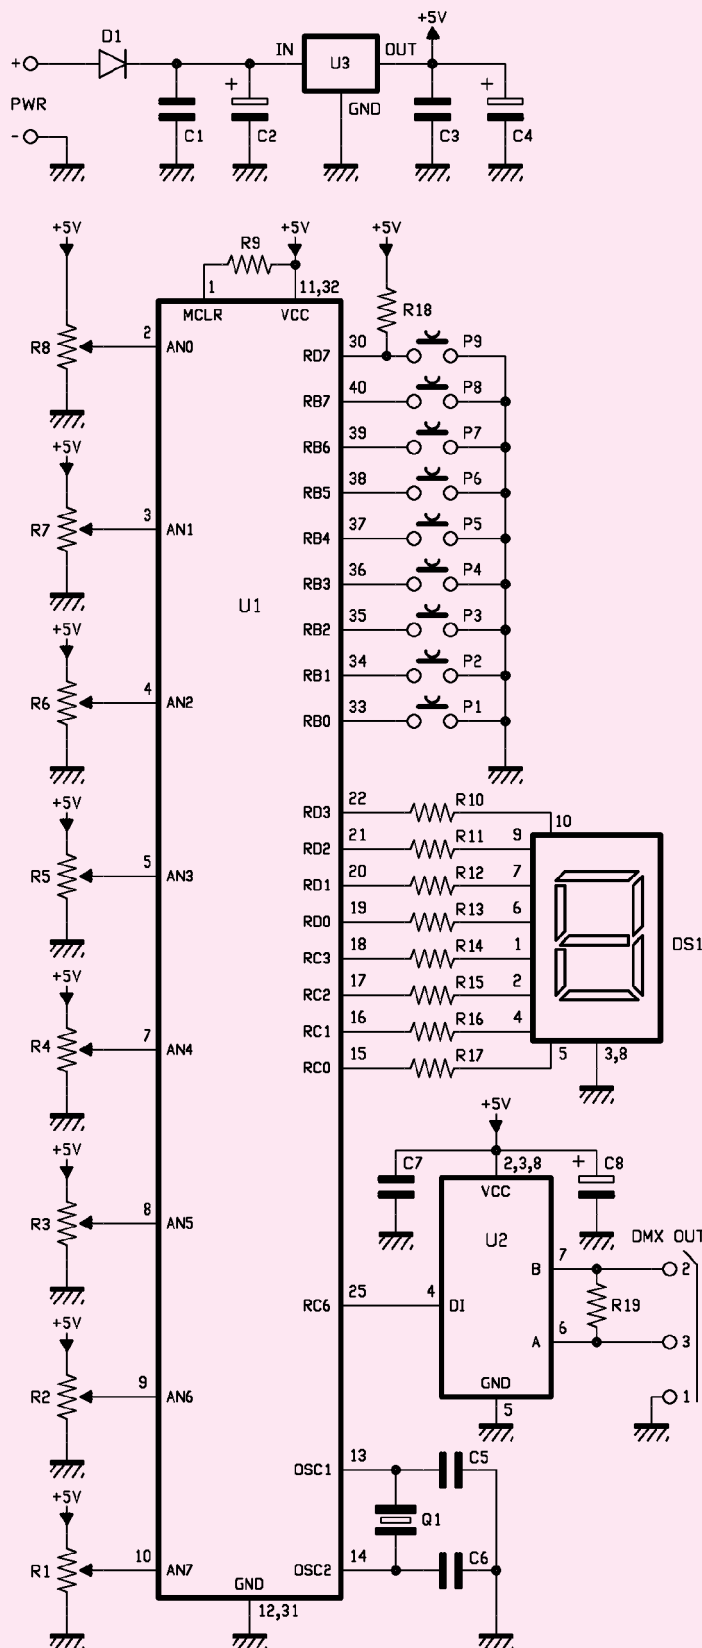 D1
+
IN
U3
OUT
+5V
PWR
GND
-
C1
+
C2
C3
+
C4
+5V
R9
+5V
+5V
1
11,32
R18
MCLR
VCC
R8
2
AN0
RD7
30
P9
RB7
40
P8
+5V
RB6
39
P7
RB5
38
P6
R7
3
AN1
RB4
37
P5
RB3
36
P4
U1
+5V
RB2
35
P3
RB1
34
P2
R6
4
AN2
RB0
33
P1
+5V
RD3
22
R10
10
RD2
21
R11
9
R5
5
AN3
RD1
20
R12
7
RD0
19
R13
6
RC3
18
R14
1
DS1
+5V
RC2
17
R15
2
RC1
16
R16
4
R4
7
AN4
RC0
15
R17
5
3,8
+5V
+5V
C7
2,3,8
+
C8
VCC
R3
8
AN5
U2
DMX OUT
B
7
2
RC6
25
4
DI
R19
+5V
A
6
3
R2
9
AN6
GND
5
1
OSC1
13
C5
+5V
Q1
R1
10
AN7
OSC2
14
C6
GND
12,31